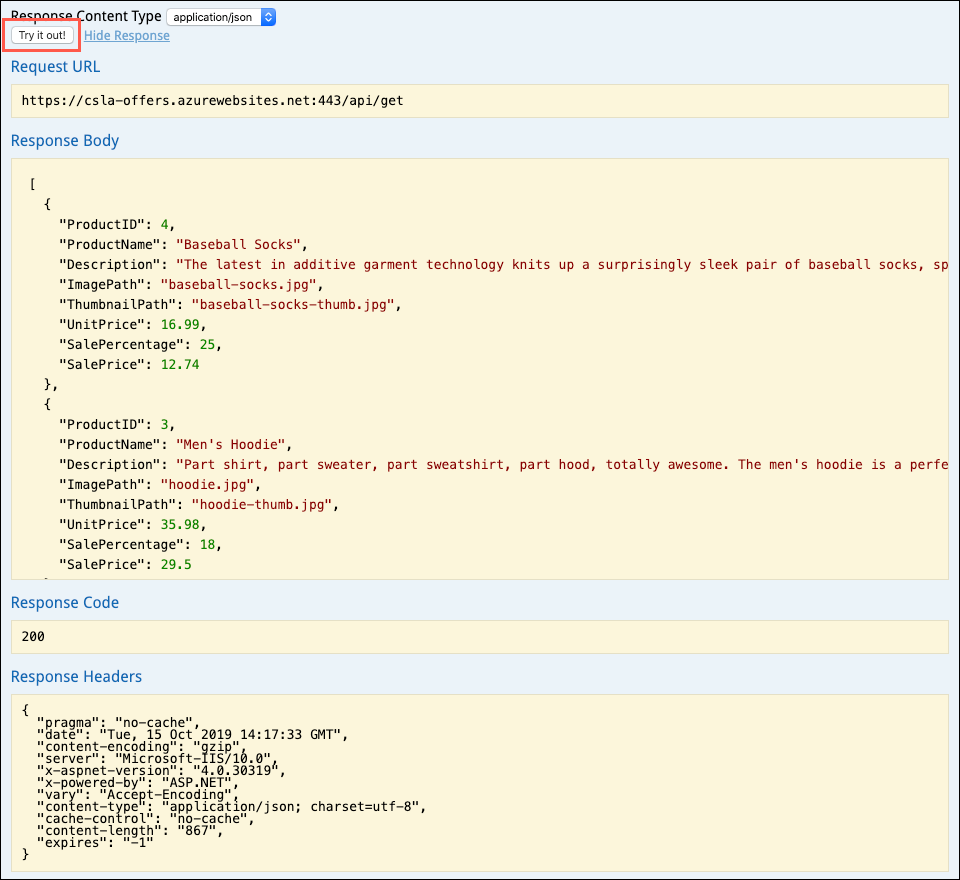 Response Content Type application/json
Try it out! Hide Response
Request URL
https://csla-offers.azurewebsites.net:443/api/get
Response Body
[
{
"ProductID": 4,
"ProductName": "Baseball Socks",
"Description": "The latest in additive garment technology knits up a surprisingly sleek pair of baseball socks, sp
"ImagePath": "baseball-socks.jpg",
"ThumbnailPath": "baseball-socks-thumb.jpg",
"UnitPrice": 16.99,
"SalePercentage": 25,
"SalePrice": 12.74
},
{
"ProductID": 3,
"ProductName": "Men's Hoodie",
"Description": "Part shirt, part sweater, part sweatshirt, part hood, totally awesome. The men's hoodie is a perfe
"ImagePath": "hoodie.jpg",
"ThumbnailPath": "hoodie-thumb.jpg",
"UnitPrice": 35.98,
"SalePercentage": 18,
"SalePrice": 29.5
Response Code
200
Response Headers
{
"pragma": "no-cache",
"date": "Tue, 15 Oct 2019 14:17:33 GMT",
"content-encoding": "gzip",
"server": "Microsoft-IIS/10.0",
"x-aspnet-version": "4.0.30319",
"x-powered-by": "ASP.NET",
"vary": "Accept-Encoding",
"content-type": "application/json; charset=utf-8",
"cache-control": "no-cache",
"content-length": "867",
"expires": "-1"
}